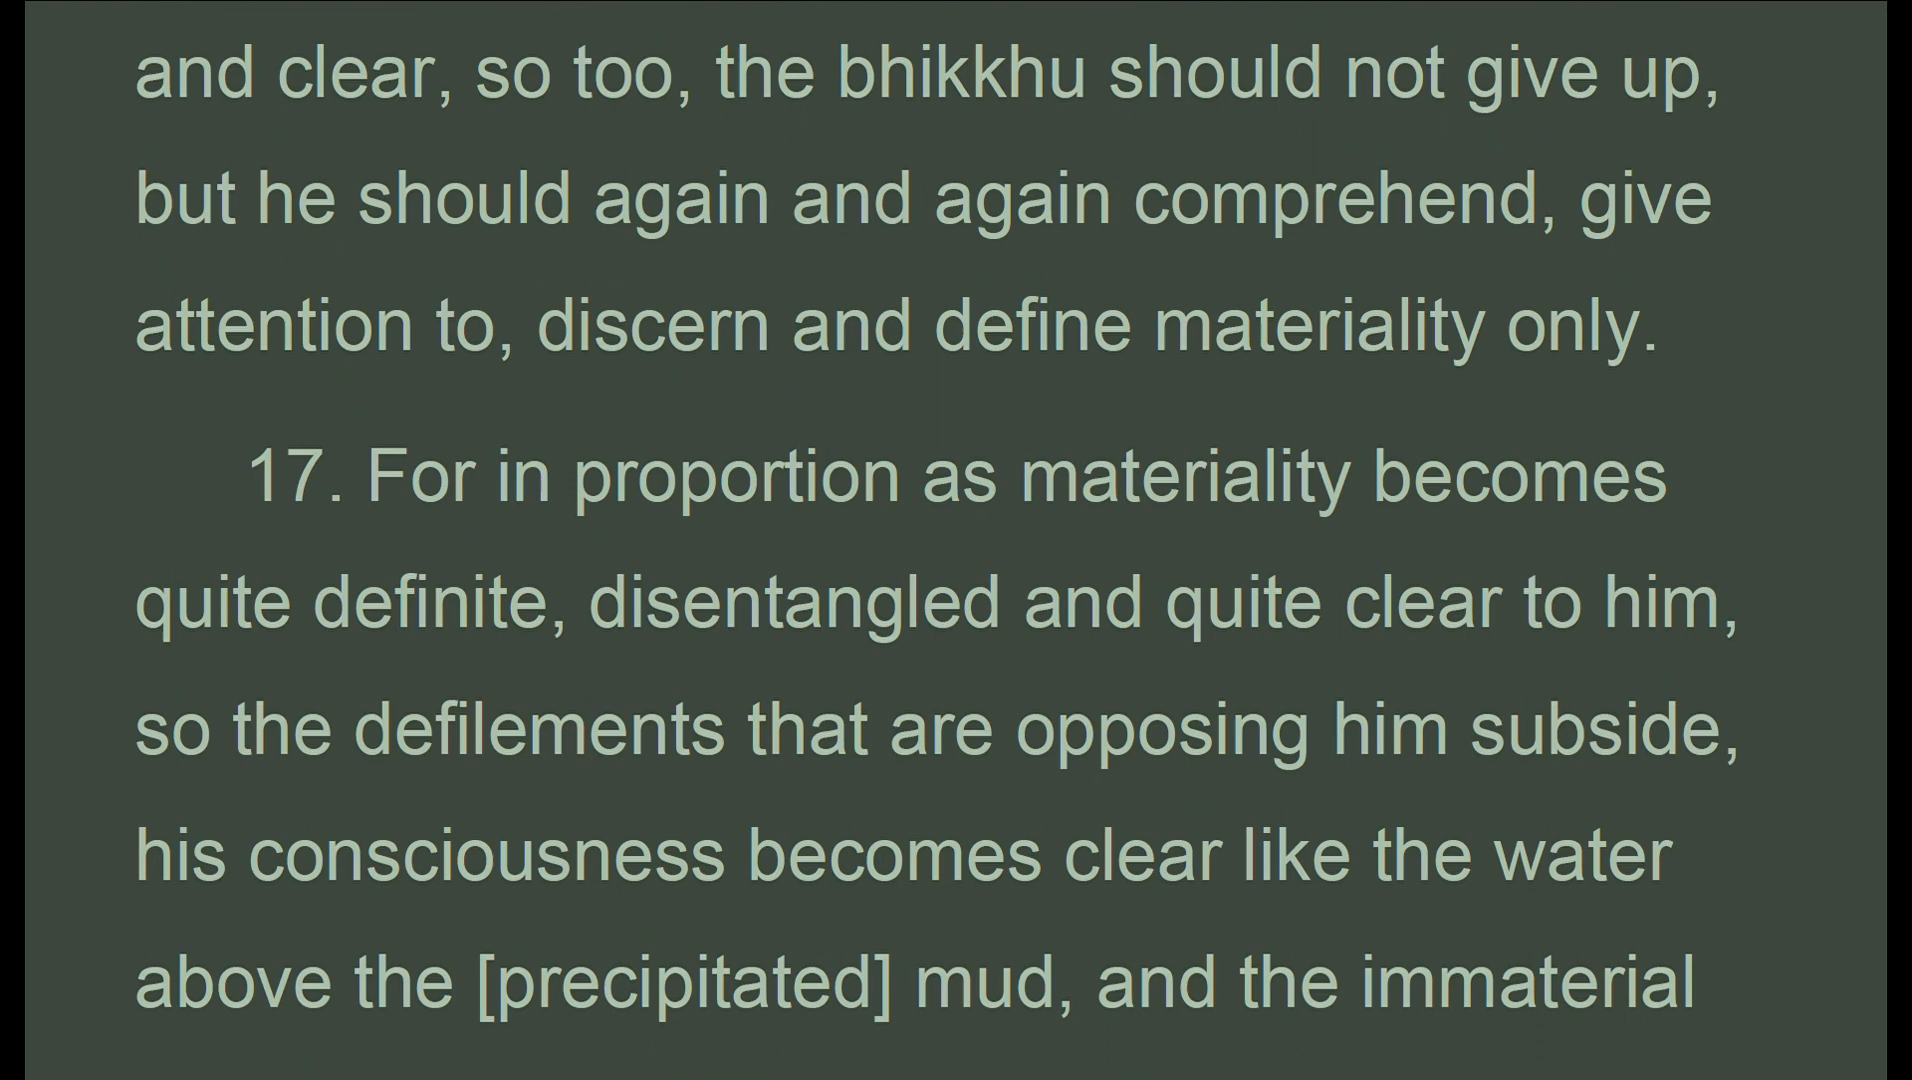 and clear, so too, the bhikkhu should not give up,
but he should again and again comprehend, give
attention to, discern and define materiality only.
17. For in proportion as materiality becomes
quite definite, disentangled and quite clear to him,
so the defilements that are opposing him subside,
his consciousness becomes clear like the water
above the [precipitated] mud, and the immaterial